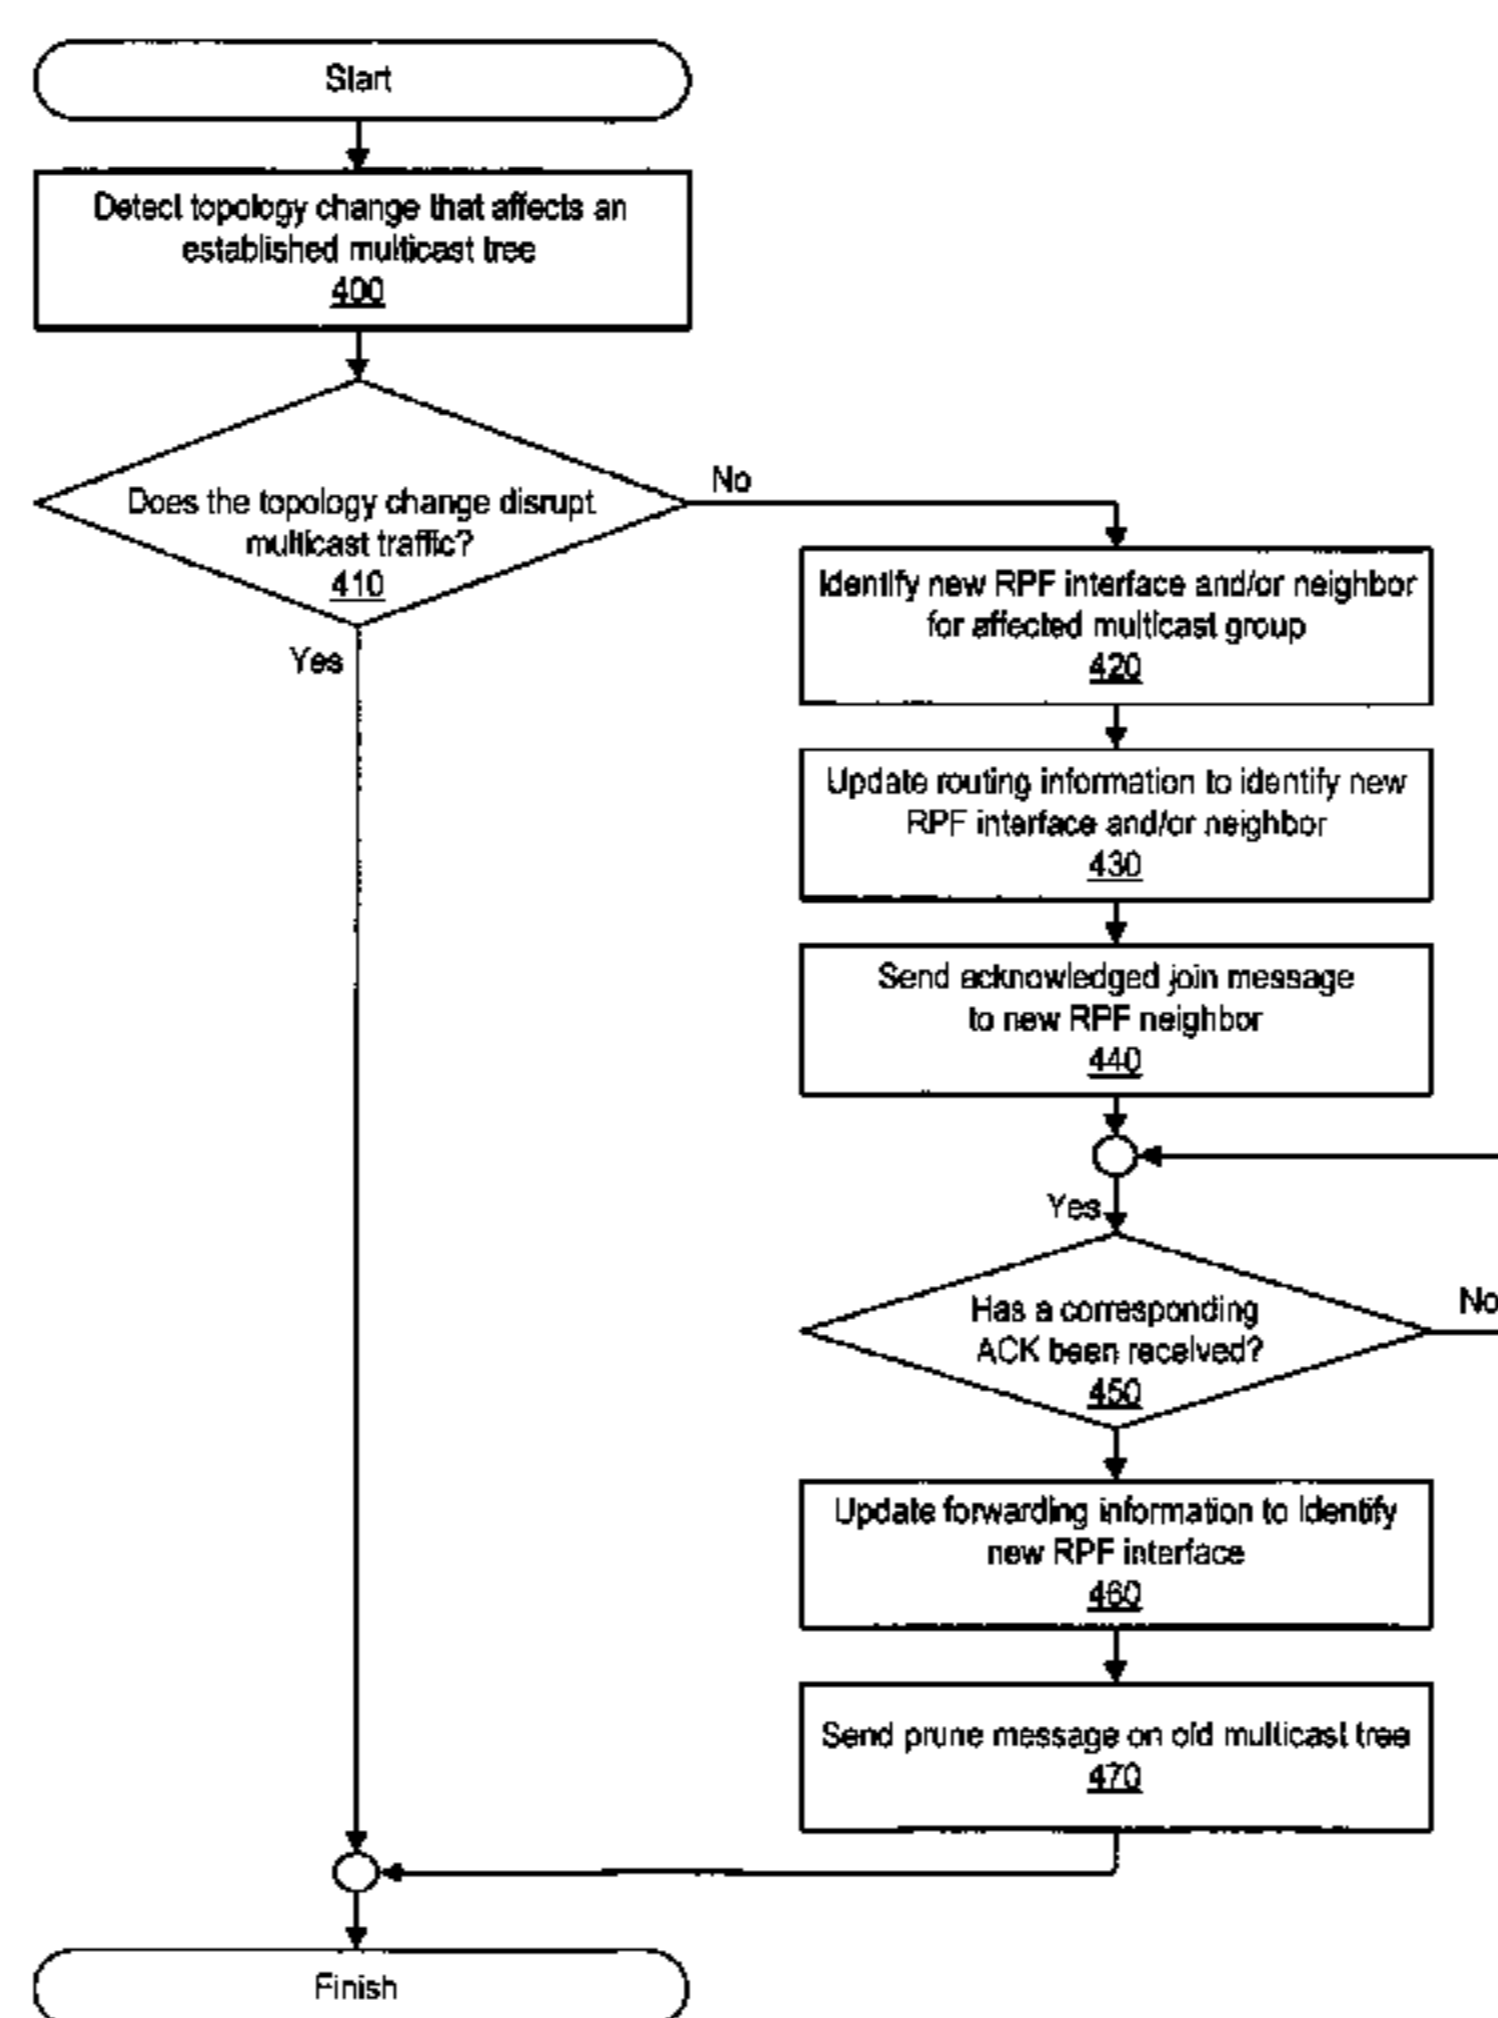 Start
Detect topology change that affects an
established multicast tree
400
Does the topology change disrupt
multicast traffic?
410
No
Yes
Identify new RPF interface and/or neighbor
for affected multicast group
420
Update routing information to identify new
RPF interface and/or neighbor
430
Send acknowledged join message
to new RPF neighbor
440
Yes
Has a corresponding
ACK been received?
450
No
Update forwarding information to identify
new RPF interface
460
Send prune message on old multicast tree
470
Finish